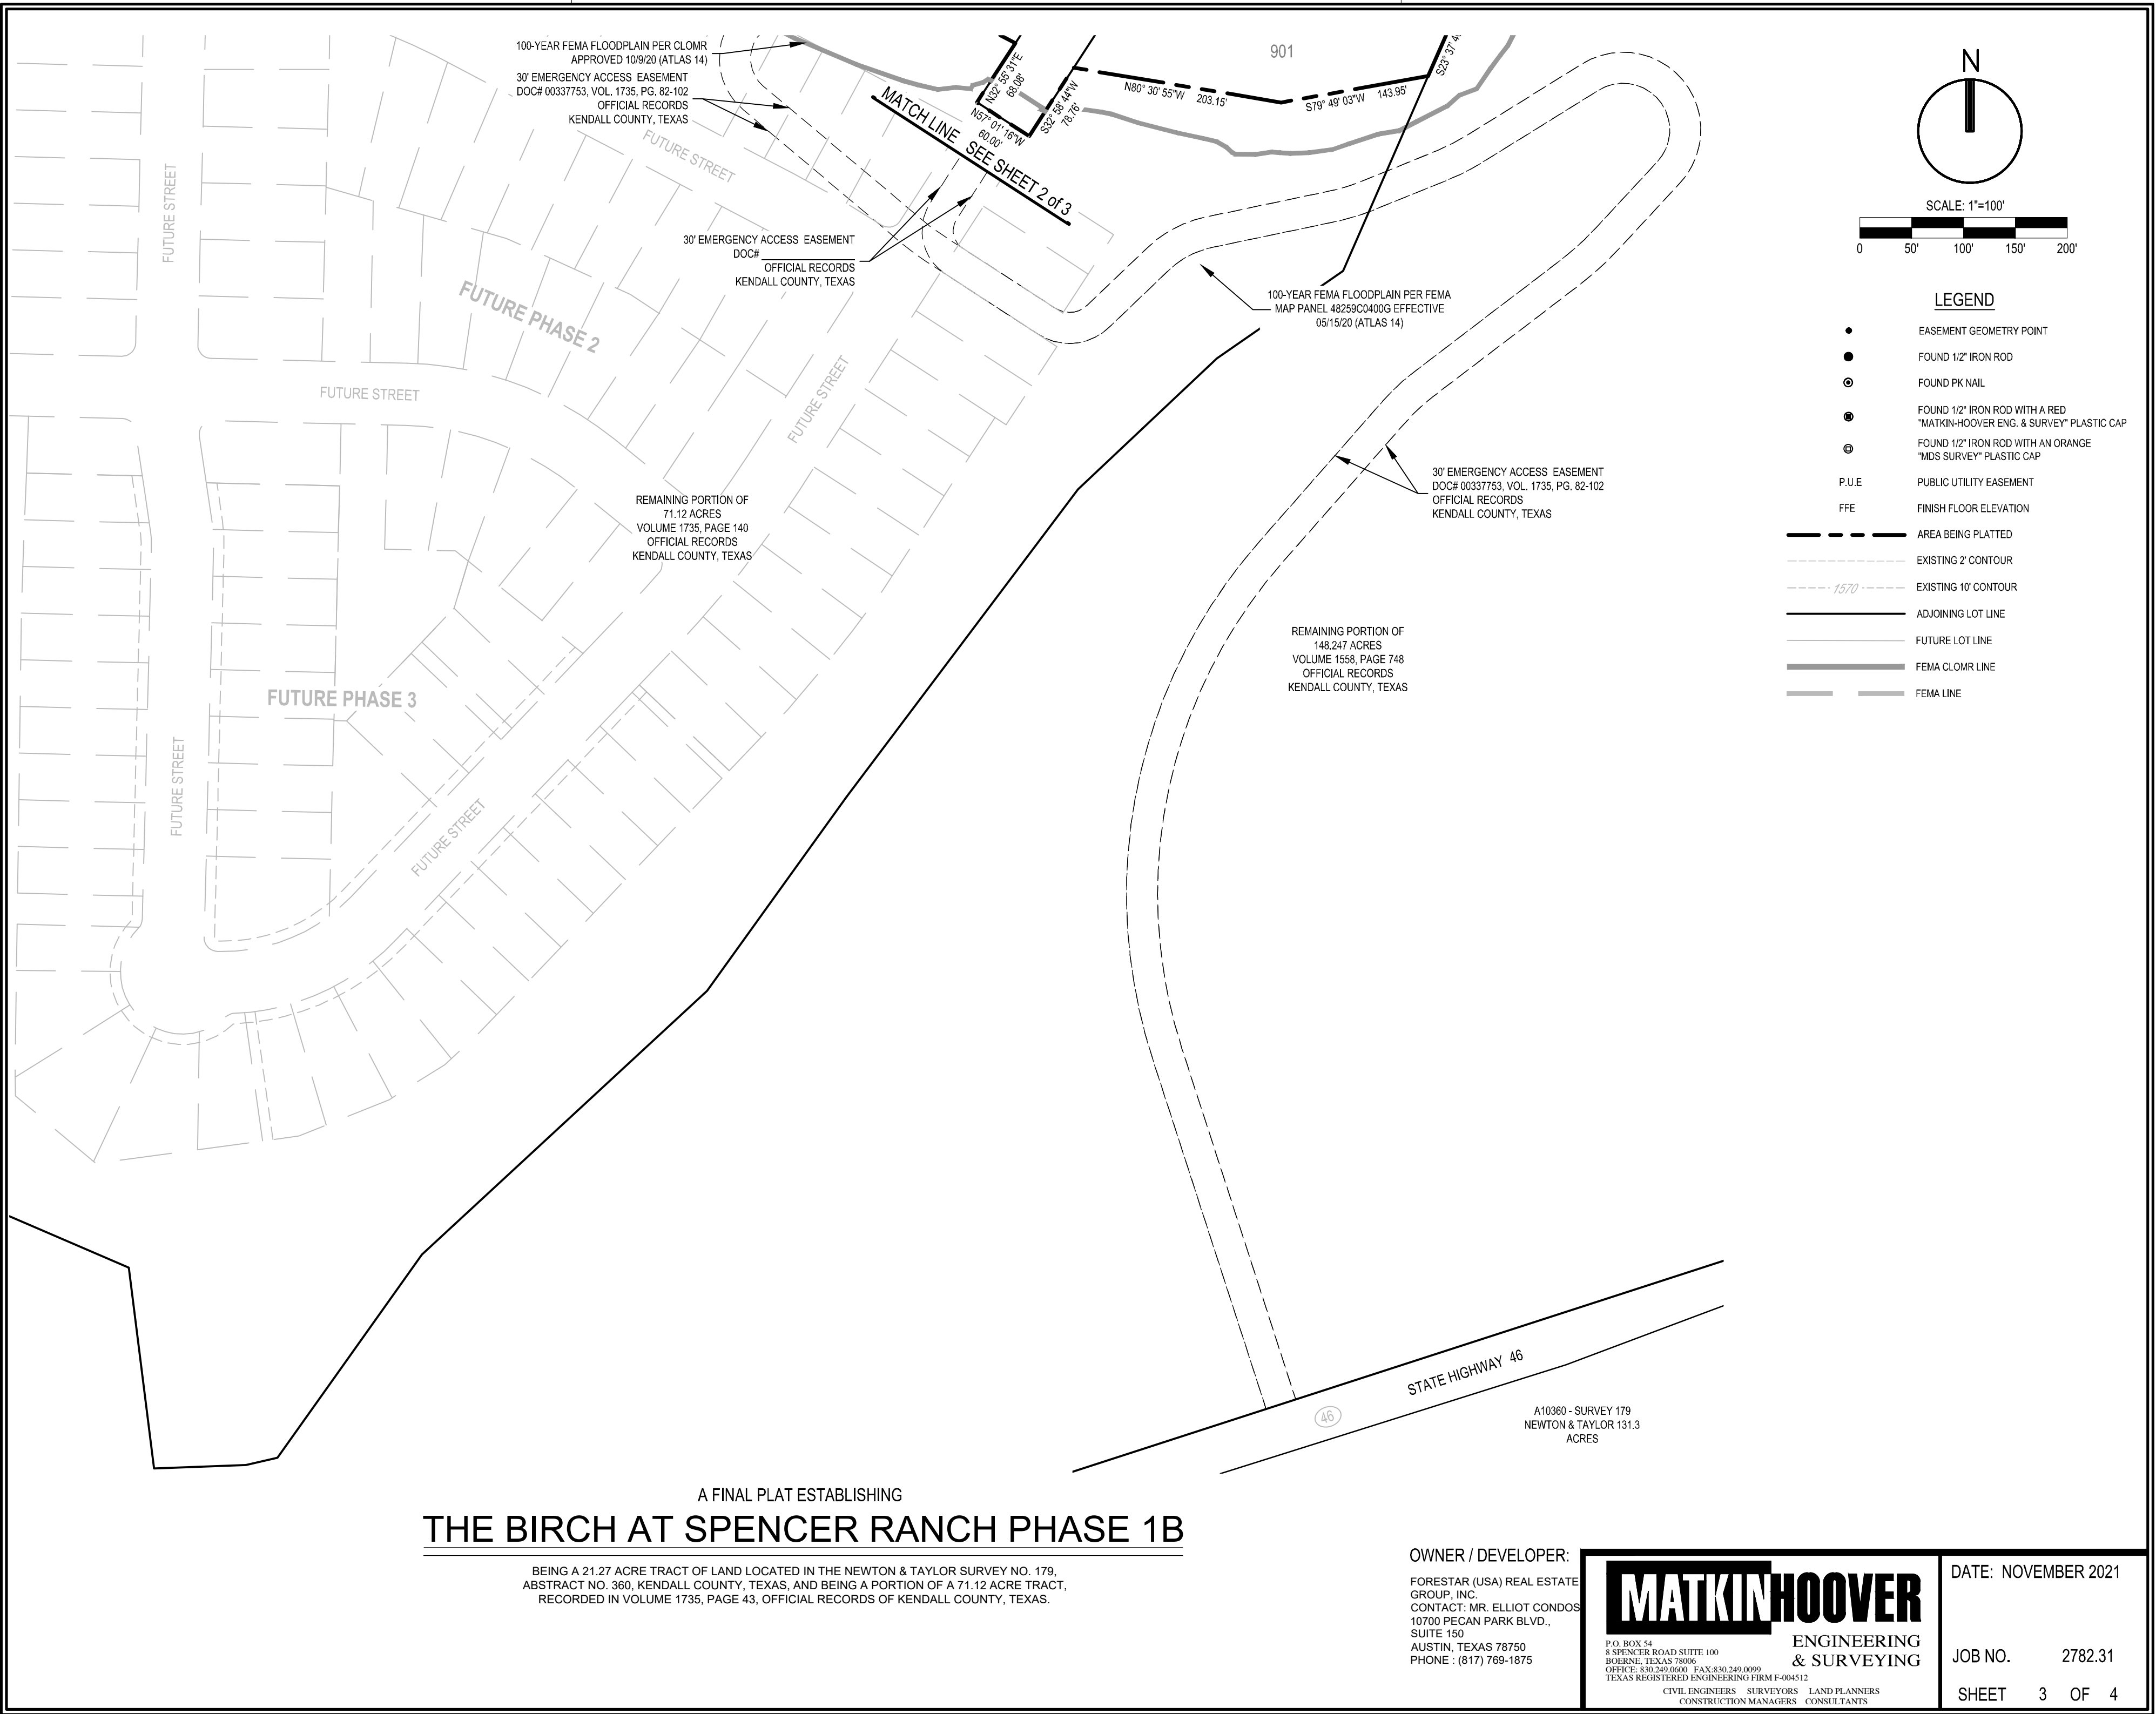 100-YEAR FEMA FLOODPLAIN PER CLOMR
APPROVED 10/9/20 (ATLAS 14)
30' EMERGENCY ACCESS EASEMENT
DOC# 00337753, VOL. 1735, PG. 82-102
OFFICIAL RECORDS
KENDALL COUNTY, TEXAS
FUTURE STREET
FUTURE STREET
MATCH LINE SEE SHEET 2 of 3
N32° 55' 31"E
68.08'
N57° 01' 16"W
60.00'
S32° 58' 44"W
78.76'
N80° 30' 55"W 203.15'
S79° 49' 03"W 143.95'
S23° 37' 4
901
30' EMERGENCY ACCESS EASEMENT
DOC# ____________
OFFICIAL RECORDS
KENDALL COUNTY, TEXAS
FUTURE PHASE 2
FUTURE STREET
FUTURE STREET
100-YEAR FEMA FLOODPLAIN PER FEMA
MAP PANEL 48259C0400G EFFECTIVE
05/15/20 (ATLAS 14)
REMAINING PORTION OF
71.12 ACRES
VOLUME 1735, PAGE 140
OFFICIAL RECORDS
KENDALL COUNTY, TEXAS
30' EMERGENCY ACCESS EASEMENT
DOC# 00337753, VOL. 1735, PG. 82-102
OFFICIAL RECORDS
KENDALL COUNTY, TEXAS
REMAINING PORTION OF
148.247 ACRES
VOLUME 1558, PAGE 748
OFFICIAL RECORDS
KENDALL COUNTY, TEXAS
FUTURE PHASE 3
FUTURE STREET
FUTURE STREET
STATE HIGHWAY 46
46
A10360 - SURVEY 179
NEWTON & TAYLOR 131.3
ACRES
N
SCALE: 1"=100'
0 50' 100' 150' 200'
LEGEND
EASEMENT GEOMETRY POINT
FOUND 1/2" IRON ROD
FOUND PK NAIL
FOUND 1/2" IRON ROD WITH A RED
"MATKIN-HOOVER ENG. & SURVEY" PLASTIC CAP
FOUND 1/2" IRON ROD WITH AN ORANGE
"MDS SURVEY" PLASTIC CAP
P.U.E PUBLIC UTILITY EASEMENT
FFE FINISH FLOOR ELEVATION
AREA BEING PLATTED
EXISTING 2' CONTOUR
1570 EXISTING 10' CONTOUR
ADJOINING LOT LINE
FUTURE LOT LINE
FEMA CLOMR LINE
FEMA LINE
A FINAL PLAT ESTABLISHING
THE BIRCH AT SPENCER RANCH PHASE 1B
BEING A 21.27 ACRE TRACT OF LAND LOCATED IN THE NEWTON & TAYLOR SURVEY NO. 179,
ABSTRACT NO. 360, KENDALL COUNTY, TEXAS, AND BEING A PORTION OF A 71.12 ACRE TRACT,
RECORDED IN VOLUME 1735, PAGE 43, OFFICIAL RECORDS OF KENDALL COUNTY, TEXAS.
OWNER / DEVELOPER:
FORESTAR (USA) REAL ESTATE
GROUP, INC.
CONTACT: MR. ELLIOT CONDOS
10700 PECAN PARK BLVD.,
SUITE 150
AUSTIN, TEXAS 78750
PHONE : (817) 769-1875
MATKINHOOVER
ENGINEERING
& SURVEYING
P.O. BOX 54
8 SPENCER ROAD SUITE 100
BOERNE, TEXAS 78006
OFFICE: 830.249.0600 FAX:830.249.0099
TEXAS REGISTERED ENGINEERING FIRM F-004512
CIVIL ENGINEERS SURVEYORS LAND PLANNERS
CONSTRUCTION MANAGERS CONSULTANTS
DATE: NOVEMBER 2021
JOB NO. 2782.31
SHEET 3 OF 4